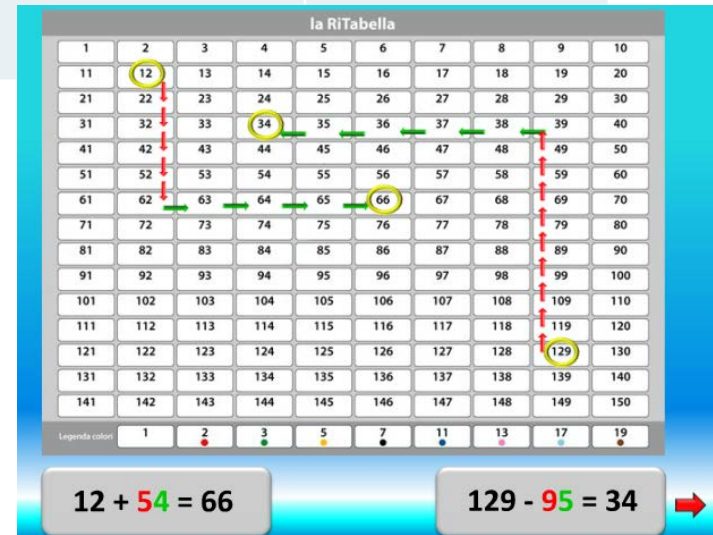 la RiTabella
1 2 3 4 5 6 7 8 9 10
11 12 13 14 15 16 17 18 19 20
21 22 23 24 25 26 27 28 29 30
31 32 33 34 35 36 37 38 39 40
41 42 43 44 45 46 47 48 49 50
51 52 53 54 55 56 57 58 59 60
61 62 63 64 65 66 67 68 69 70
71 72 73 74 75 76 77 78 79 80
81 82 83 84 85 86 87 88 89 90
91 92 93 94 95 96 97 98 99 100
101 102 103 104 105 106 107 108 109 110
111 112 113 114 115 116 117 118 119 120
121 122 123 124 125 126 127 128 129 130
131 132 133 134 135 136 137 138 139 140
141 142 143 144 145 146 147 148 149 150
Legenda colori 1 2 3 5 7 11 13 17 19
12 + 54 = 66
129 - 95 = 34